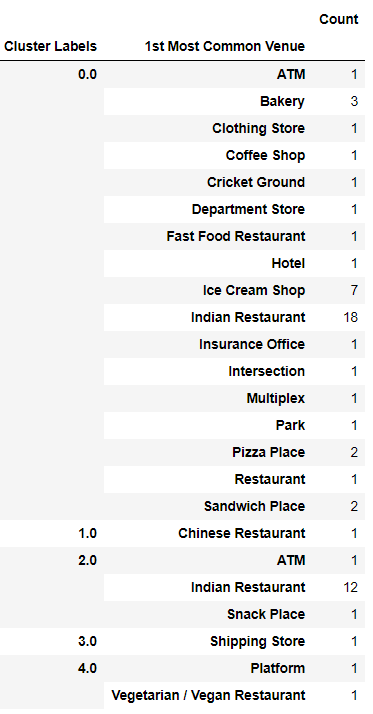 Count
Cluster Labels 1st Most Common Venue
0.0 ATM 1
Bakery 3
Clothing Store 1
Coffee Shop 1
Cricket Ground 1
Department Store 1
Fast Food Restaurant 1
Hotel 1
Ice Cream Shop 7
Indian Restaurant 18
Insurance Office 1
Intersection 1
Multiplex 1
Park 1
Pizza Place 2
Restaurant 1
Sandwich Place 2
1.0 Chinese Restaurant 1
2.0 ATM 1
Indian Restaurant 12
Snack Place 1
3.0 Shipping Store 1
4.0 Platform 1
Vegetarian / Vegan Restaurant 1